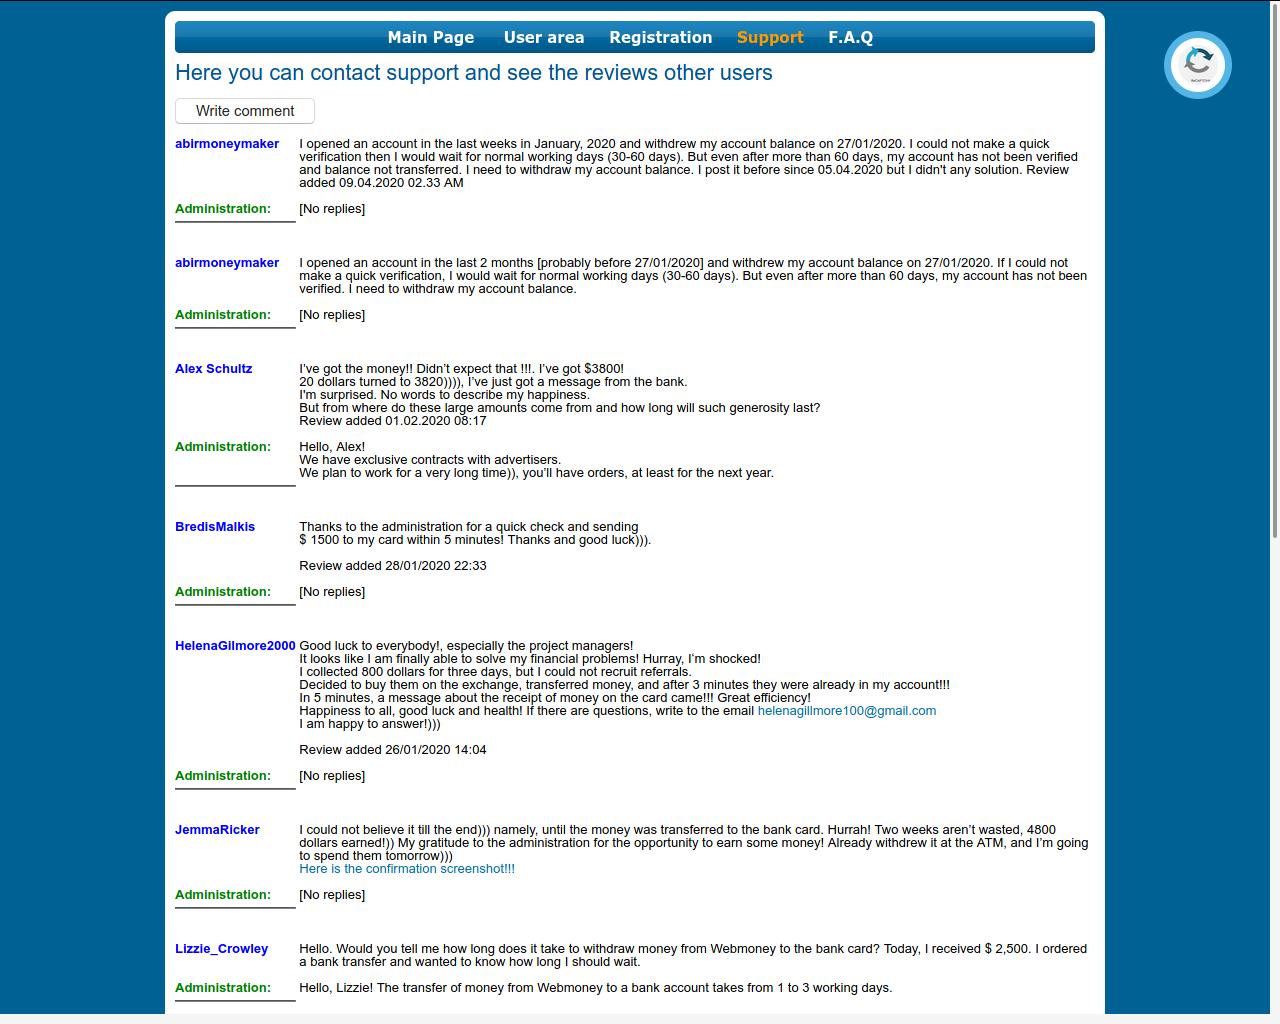 Main Page User area Registration Support F.A.Q
Here you can contact support and see the reviews other users
Write comment
abirmoneymaker I opened an account in the last weeks in January, 2020 and withdrew my account balance on 27/01/2020. I could not make a quick
verification then I would wait for normal working days (30-60 days). But even after more than 60 days, my account has not been verified
and balance not transferred. I need to withdraw my account balance. I post it before since 05.04.2020 but I didn't any solution. Review
added 09.04.2020 02.33 AM
Administration: [No replies]
abirmoneymaker I opened an account in the last 2 months [probably before 27/01/2020] and withdrew my account balance on 27/01/2020. If I could not
make a quick verification, I would wait for normal working days (30-60 days). But even after more than 60 days, my account has not been
verified. I need to withdraw my account balance.
Administration: [No replies]
Alex Schultz I’ve got the money!! Didn’t expect that !!!. I’ve got $3800!
20 dollars turned to 3820)))), I’ve just got a message from the bank.
I'm surprised. No words to describe my happiness.
But from where do these large amounts come from and how long will such generosity last?
Review added 01.02.2020 08:17
Administration: Hello, Alex!
We have exclusive contracts with advertisers.
We plan to work for a very long time)), you’ll have orders, at least for the next year.
BredisMalkis Thanks to the administration for a quick check and sending
$ 1500 to my card within 5 minutes! Thanks and good luck))).
Review added 28/01/2020 22:33
Administration: [No replies]
HelenaGilmore2000 Good luck to everybody!, especially the project managers!
It looks like I am finally able to solve my financial problems! Hurray, I‘m shocked!
I collected 800 dollars for three days, but I could not recruit referrals.
Decided to buy them on the exchange, transferred money, and after 3 minutes they were already in my account!!!
In 5 minutes, a message about the receipt of money on the card came!!! Great efficiency!
Happiness to all, good luck and health! If there are questions, write to the email helenagillmore100@gmail.com
I am happy to answer!)))
Review added 26/01/2020 14:04
Administration: [No replies]
JemmaRicker I could not believe it till the end))) namely, until the money was transferred to the bank card. Hurrah! Two weeks aren’t wasted, 4800
dollars earned!)) My gratitude to the administration for the opportunity to earn some money! Already withdrew it at the ATM, and I’m going
to spend them tomorrow)))
Here is the confirmation screenshot!!!
Administration: [No replies]
Lizzie_Crowley Hello. Would you tell me how long does it take to withdraw money from Webmoney to the bank card? Today, I received $ 2,500. I ordered
a bank transfer and wanted to know how long I should wait.
Administration: Hello, Lizzie! The transfer of money from Webmoney to a bank account takes from 1 to 3 working days.